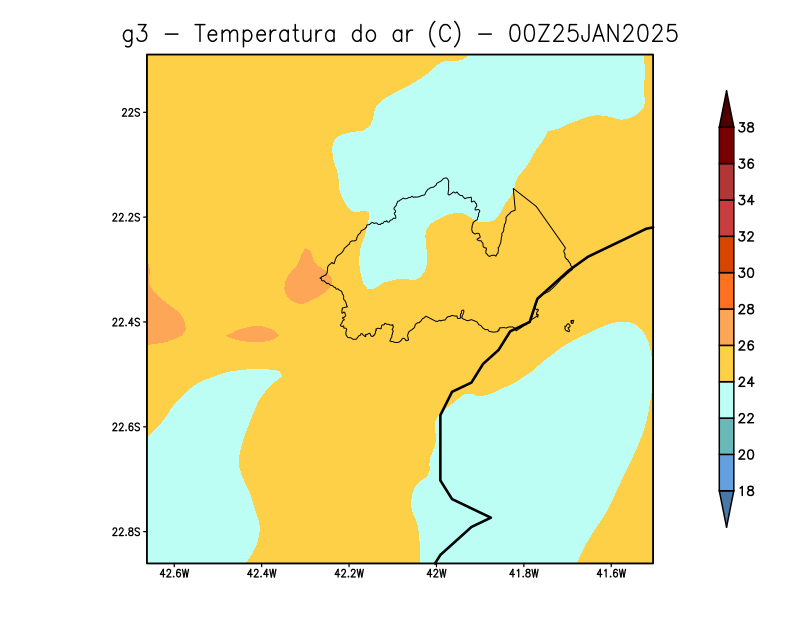 g3 - Temperatura do ar (C) - 00Z25JAN2025
22S
22.2S
22.4S
22.6S
22.8S
42.6W
42.4W
42.2W
42W
41.8W
41.6W
38
36
34
32
30
28
26
24
22
20
18